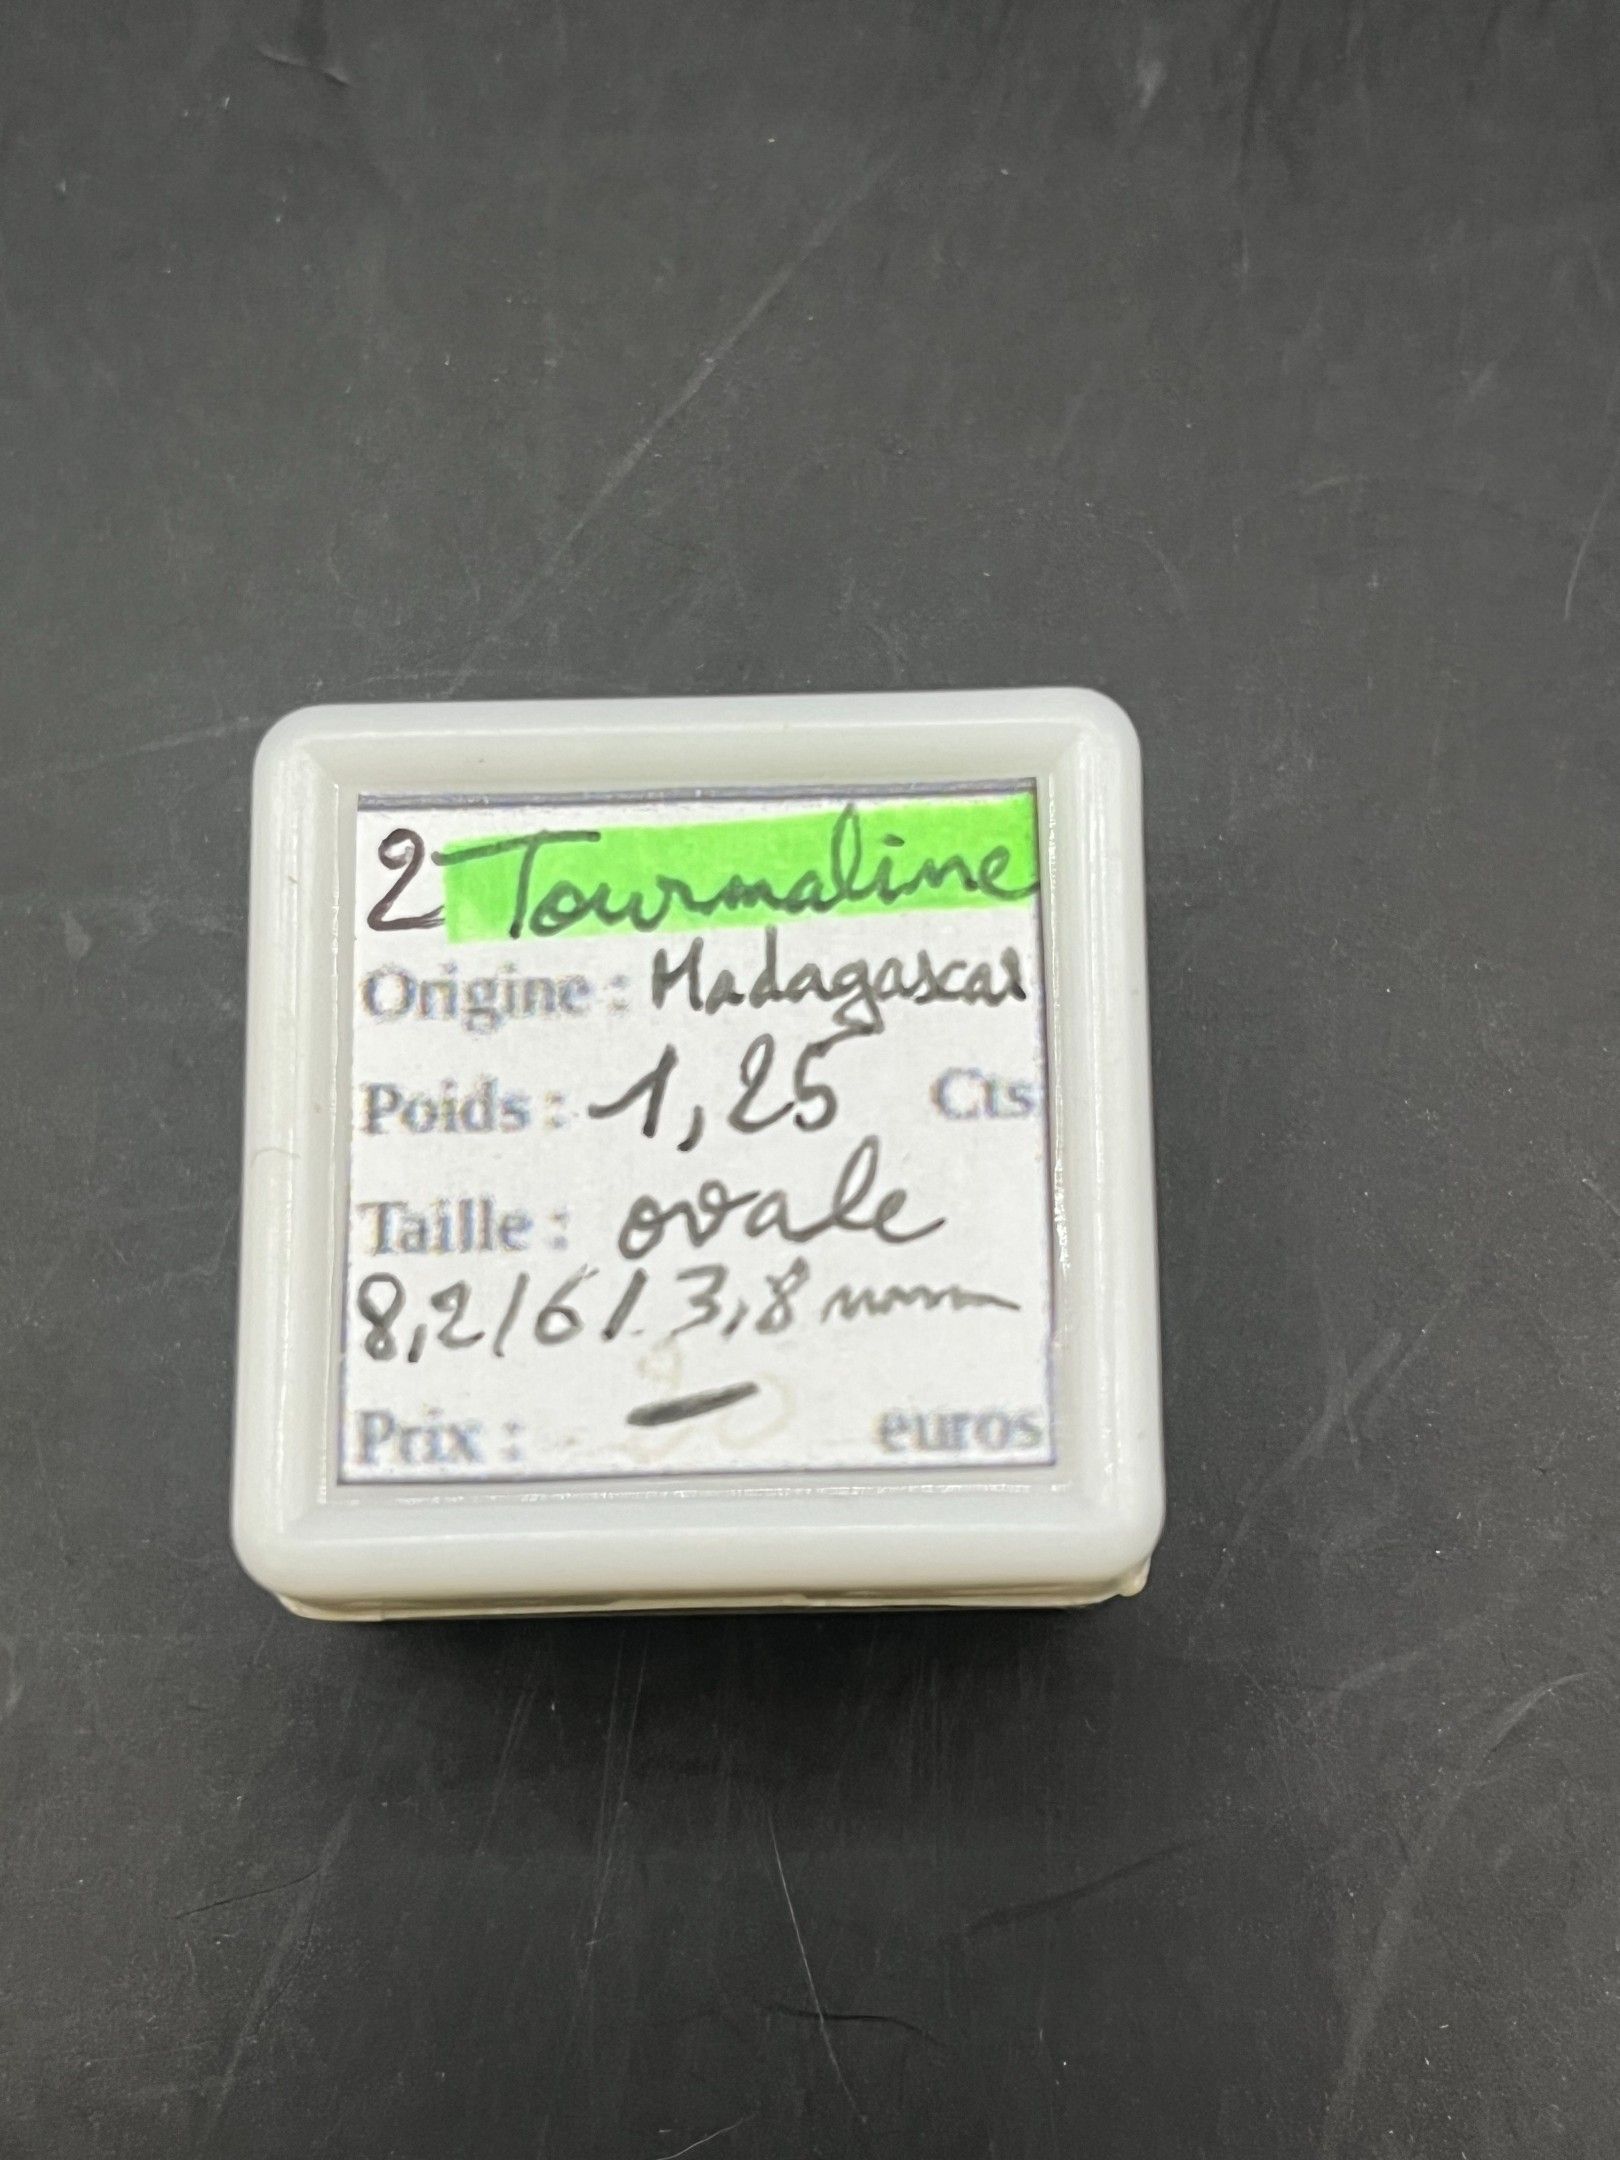 2 Tourmaline
Origine : Madagascar
Poids : 1,25 Cts
Taille : ovale
8,2/6/3,8 mm
Prix : — euros